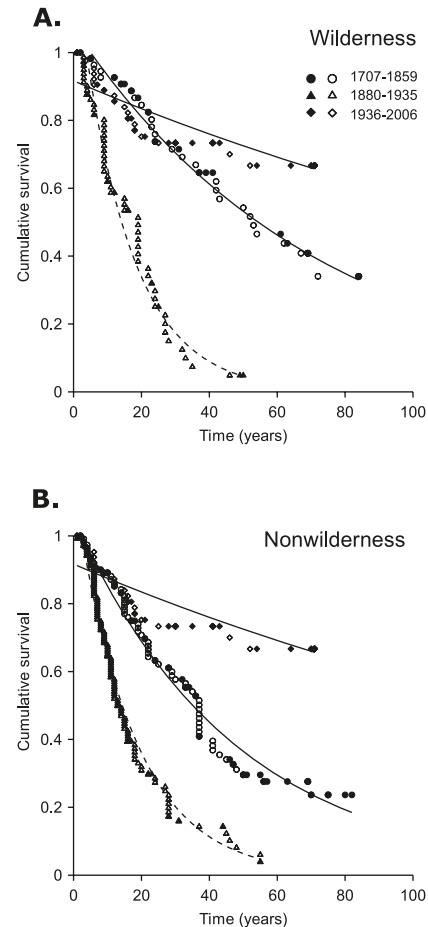 A.
Wilderness
1707-1859
1880-1935
1936-2006
1
0.8
0.6
0.4
0.2
0
Cumulative survival
0 20 40 60 80 100
Time (years)
B.
Nonwilderness
1
0.8
0.6
0.4
0.2
0
Cumulative survival
0 20 40 60 80 100
Time (years)